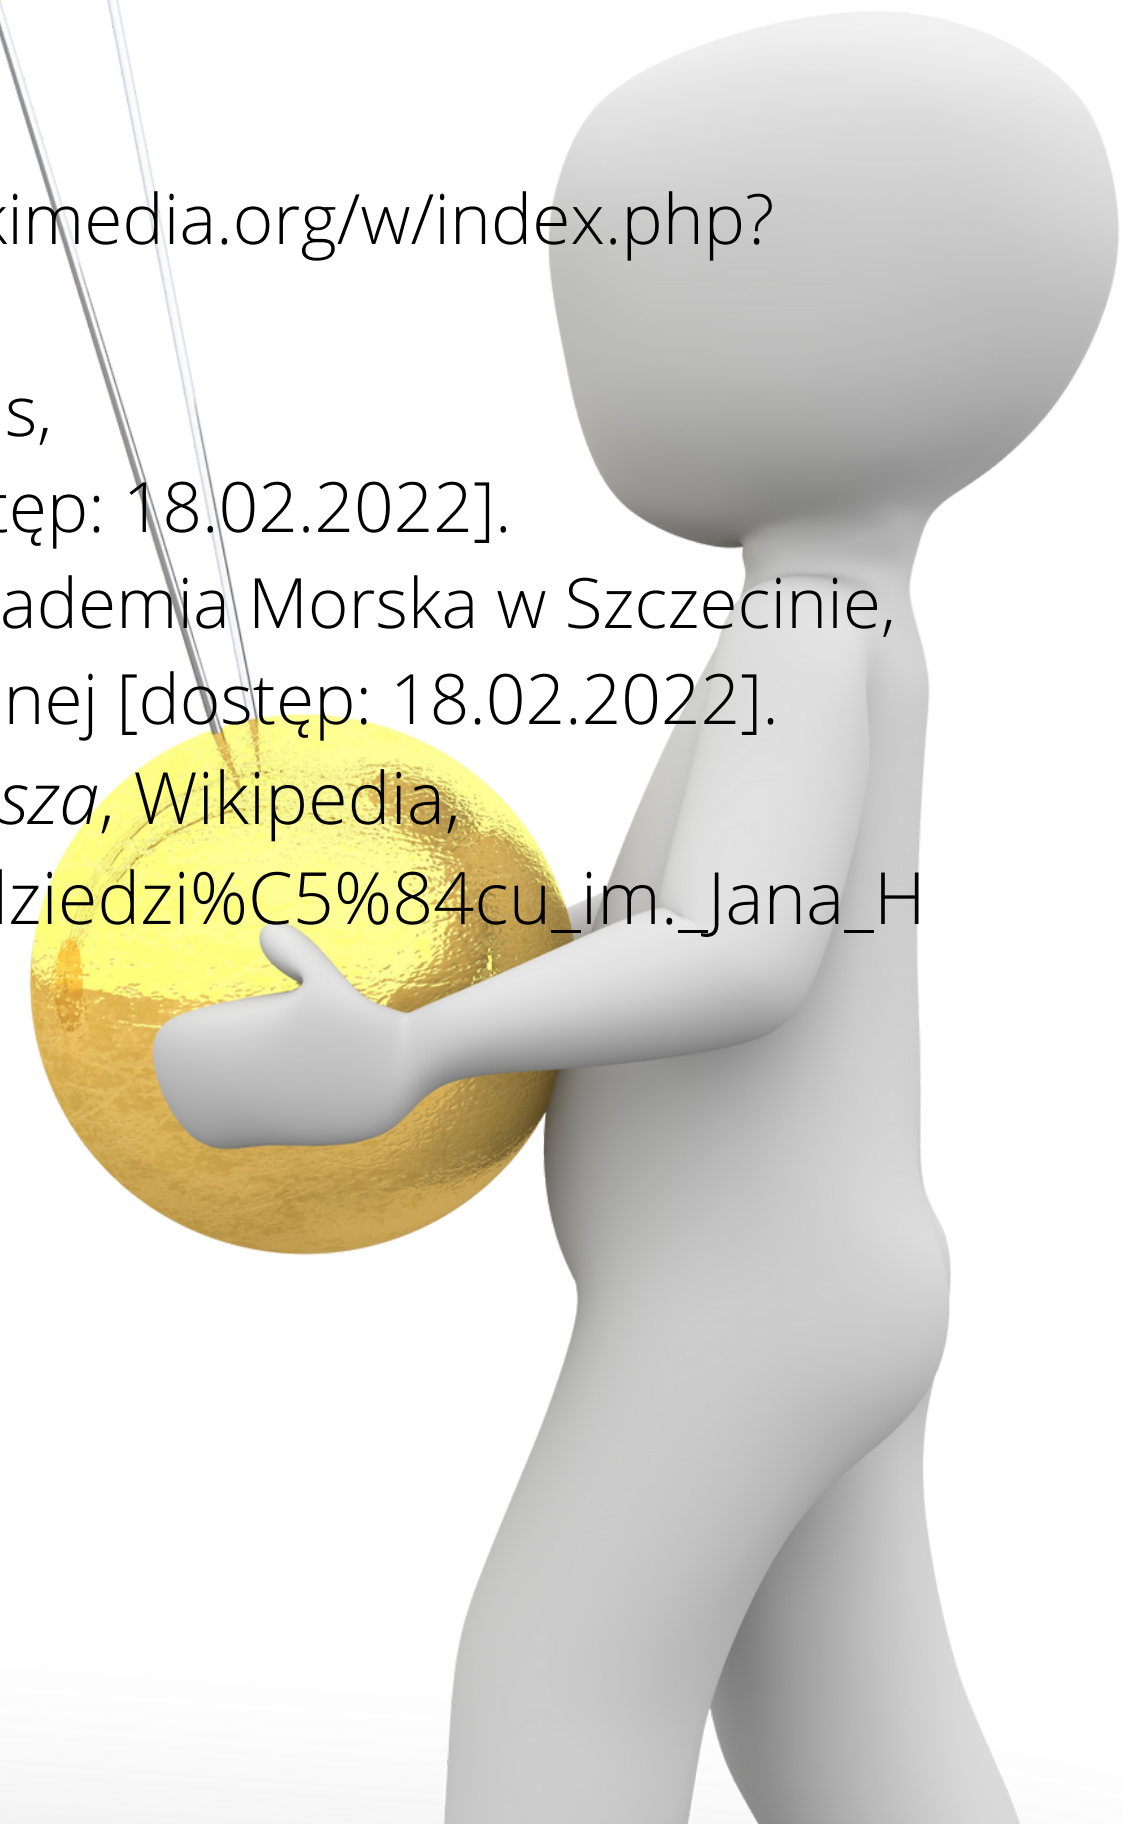 kimedia.org/w/index.php?
s,
tęp: 18.02.2022].
ademia Morska w Szczecinie,
nej [dostęp: 18.02.2022].
sza, Wikipedia,
dziedzi%C5%84cu_im._Jana_H